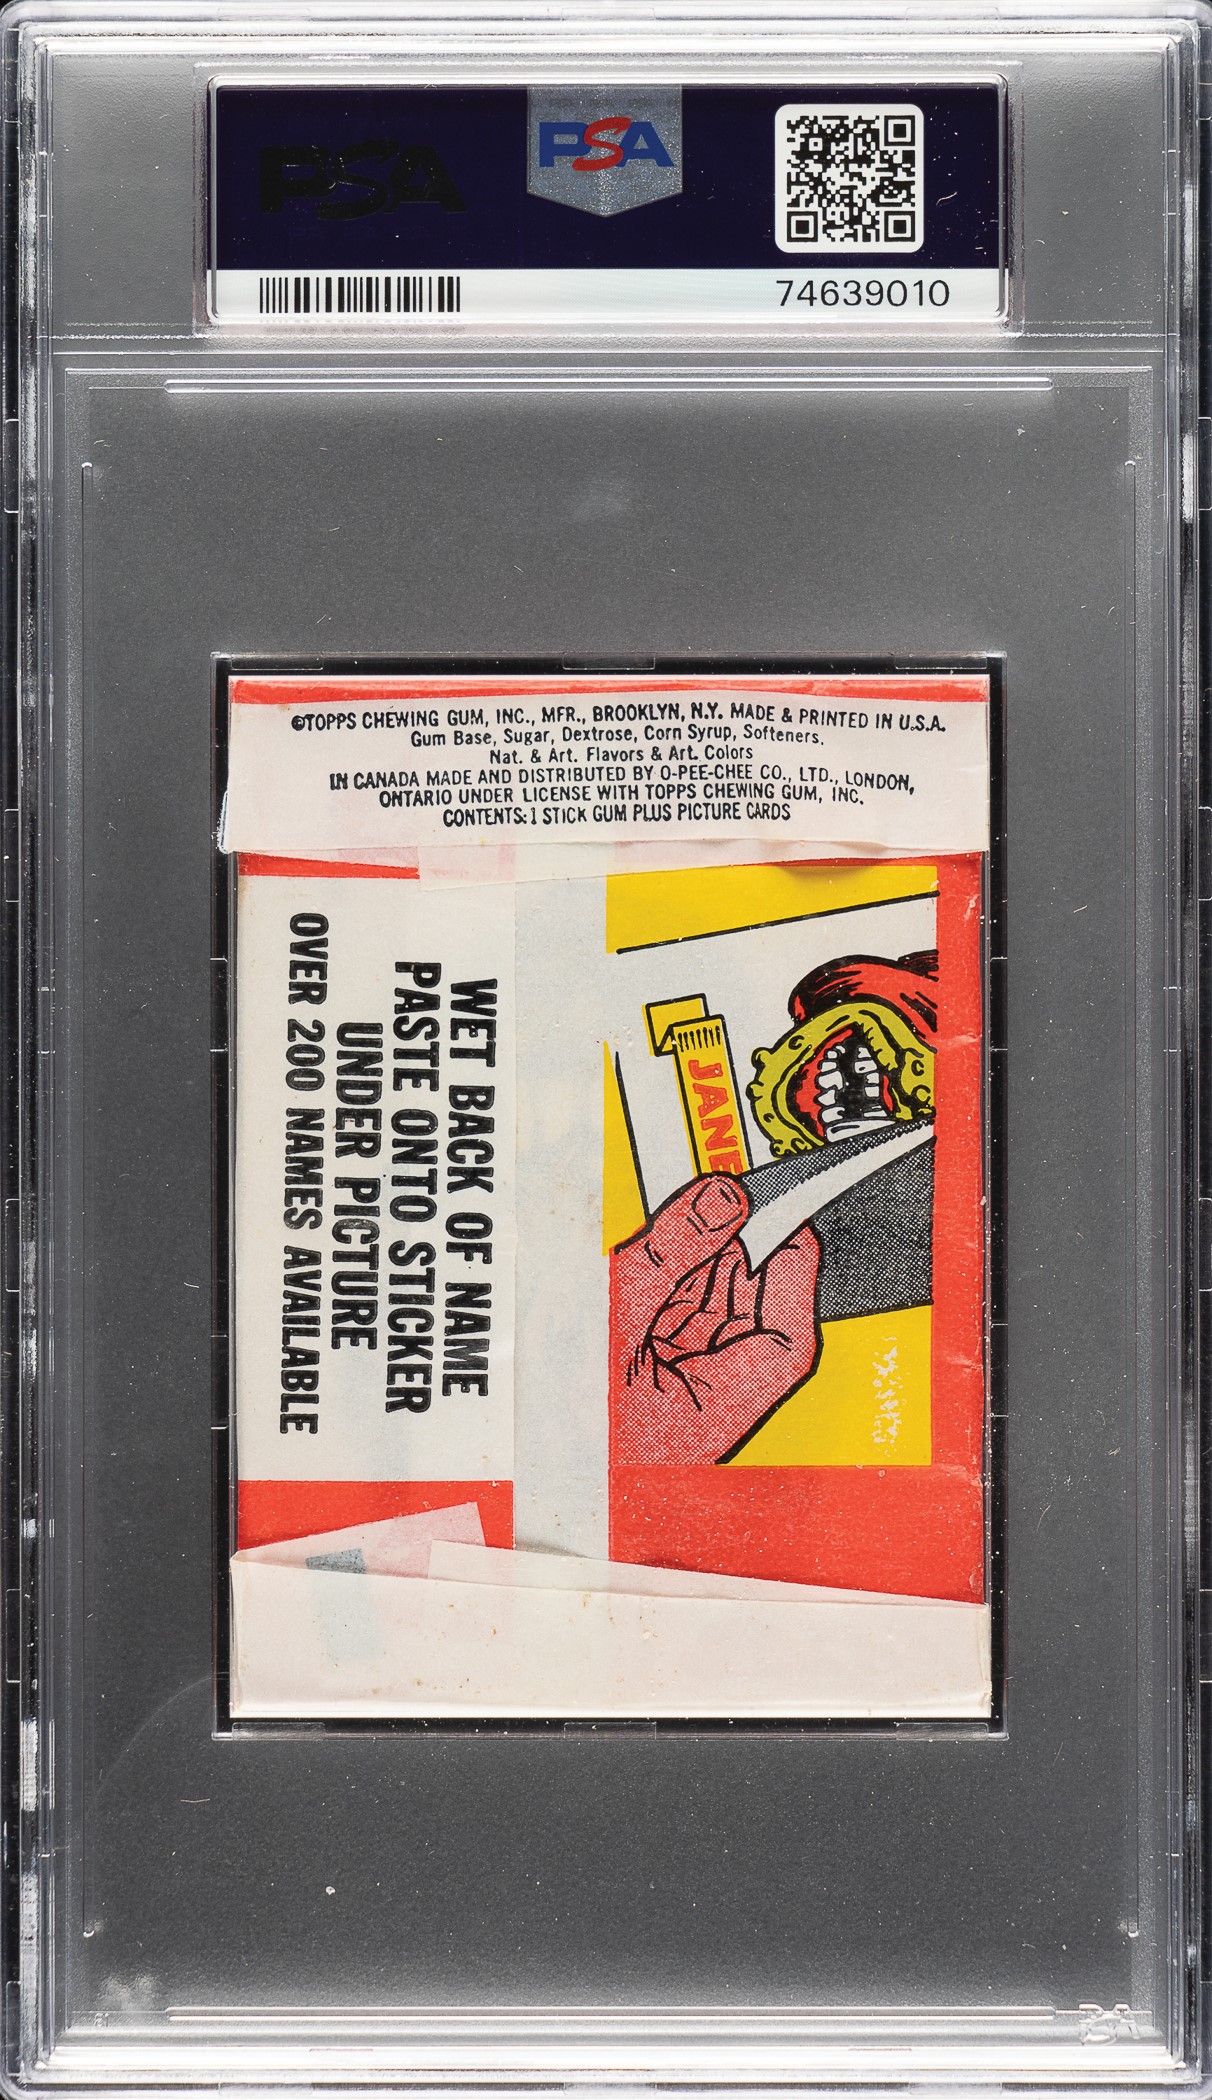 PSA
PSA
74639010
©TOPPS CHEWING GUM, INC., MFR., BROOKLYN, N.Y. MADE & PRINTED IN U.S.A.
Gum Base, Sugar, Dextrose, Corn Syrup, Softeners,
Nat. & Art. Flavors & Art. Colors
IN CANADA MADE AND DISTRIBUTED BY O-PEE-CHEE CO., LTD., LONDON,
ONTARIO UNDER LICENSE WITH TOPPS CHEWING GUM, INC.
CONTENTS: 1 STICK GUM PLUS PICTURE CARDS
WET BACK OF NAME
PASTE ONTO STICKER
UNDER PICTURE
OVER 200 NAMES AVAILABLE
JANE
PSA